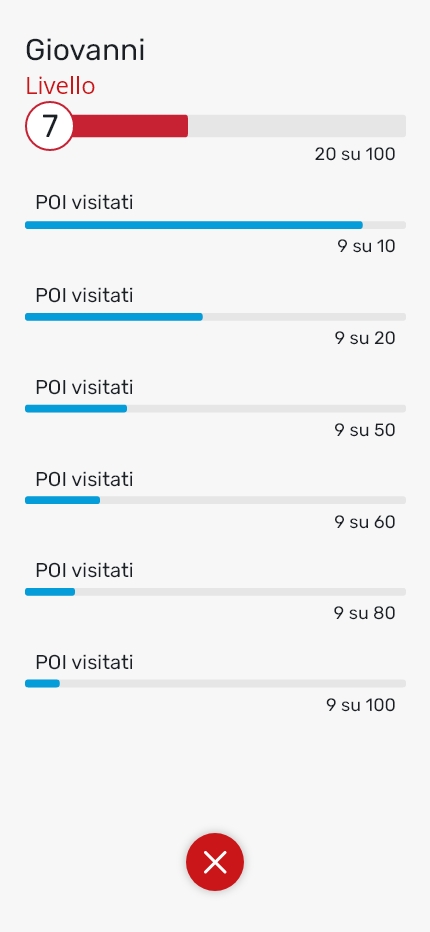 Giovanni
Livello
7
20 su 100
POI visitati
9 su 10
POI visitati
9 su 20
POI visitati
9 su 50
POI visitati
9 su 60
POI visitati
9 su 80
POI visitati
9 su 100